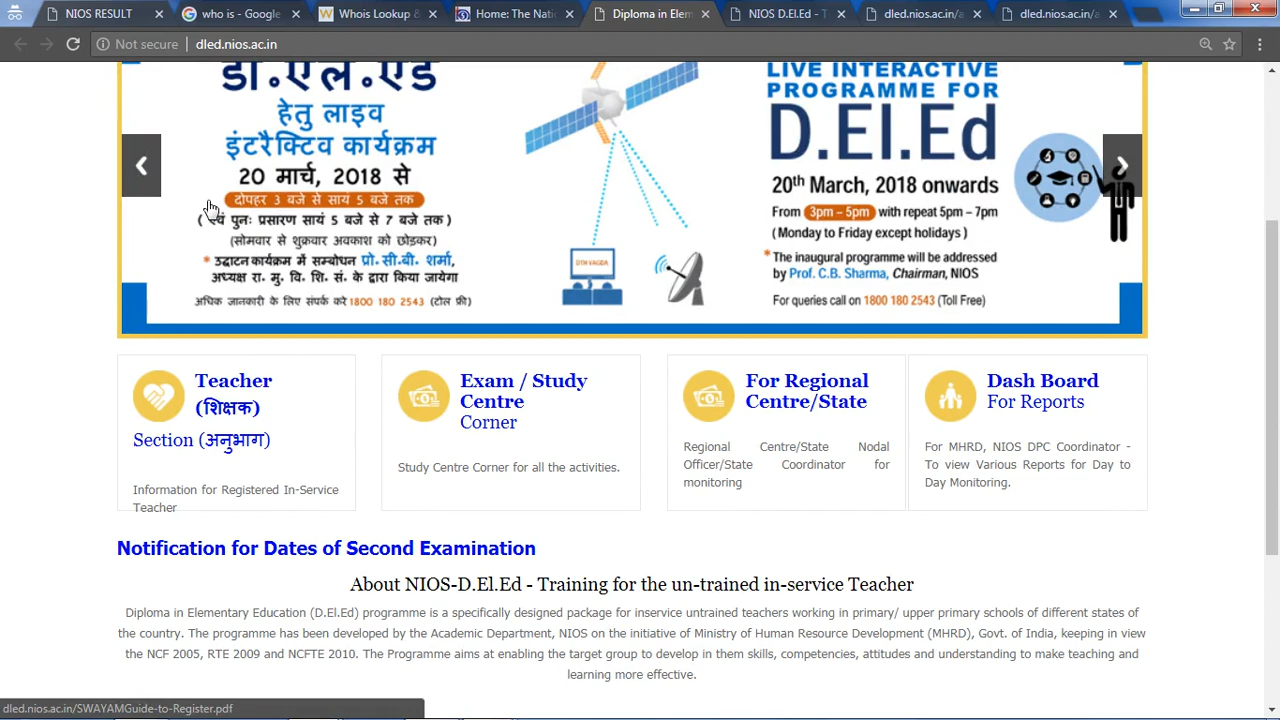 NIOS RESULT
who is - Google
Whois Lookup &
Home: The Nati
Diploma in Elem
NIOS D.El.Ed - T
dled.nios.ac.in/a
dled.nios.ac.in/a
Not secure
dled.nios.ac.in
डी.एल.एड
हेतु लाइव
इंटरैक्टिव कार्यक्रम
20 मार्च, 2018 से
दोपहर 3 बजे से सायं 5 बजे तक
( एवं पुनः प्रसारण सायं 5 बजे से 7 बजे तक )
(सोमवार से शुक्रवार अवकाश को छोड़कर)
* उद्घाटन कार्यक्रम में सम्बोधन प्रो.सी.बी. शर्मा,
अध्यक्ष रा. मु. वि. शि. सं. के द्वारा किया जायेगा
अधिक जानकारी के लिए संपर्क करे 1800 180 2543 (टोल फ्री)
DTH VAGDA
LIVE INTERACTIVE
PROGRAMME FOR
D.El.Ed
20th March, 2018 onwards
From 3pm – 5pm with repeat 5pm – 7pm
( Monday to Friday except holidays )
* The inaugural programme will be addressed
by Prof. C.B. Sharma, Chairman, NIOS
For queries call on 1800 180 2543 (Toll Free)
Teacher
(शिक्षक)
Section (अनुभाग)
Information for Registered In-Service
Teacher
Exam / Study
Centre
Corner
Study Centre Corner for all the activities.
For Regional
Centre/State
Regional Centre/State Nodal
Officer/State Coordinator for
monitoring
Dash Board
For Reports
For MHRD, NIOS DPC Coordinator -
To view Various Reports for Day to
Day Monitoring.
Notification for Dates of Second Examination
About NIOS-D.El.Ed - Training for the un-trained in-service Teacher
Diploma in Elementary Education (D.El.Ed) programme is a specifically designed package for inservice untrained teachers working in primary/ upper primary schools of different states of
the country. The programme has been developed by the Academic Department, NIOS on the initiative of Ministry of Human Resource Development (MHRD), Govt. of India, keeping in view
the NCF 2005, RTE 2009 and NCFTE 2010. The Programme aims at enabling the target group to develop in them skills, competencies, attitudes and understanding to make teaching and
learning more effective.
dled.nios.ac.in/SWAYAMGuide-to-Register.pdf